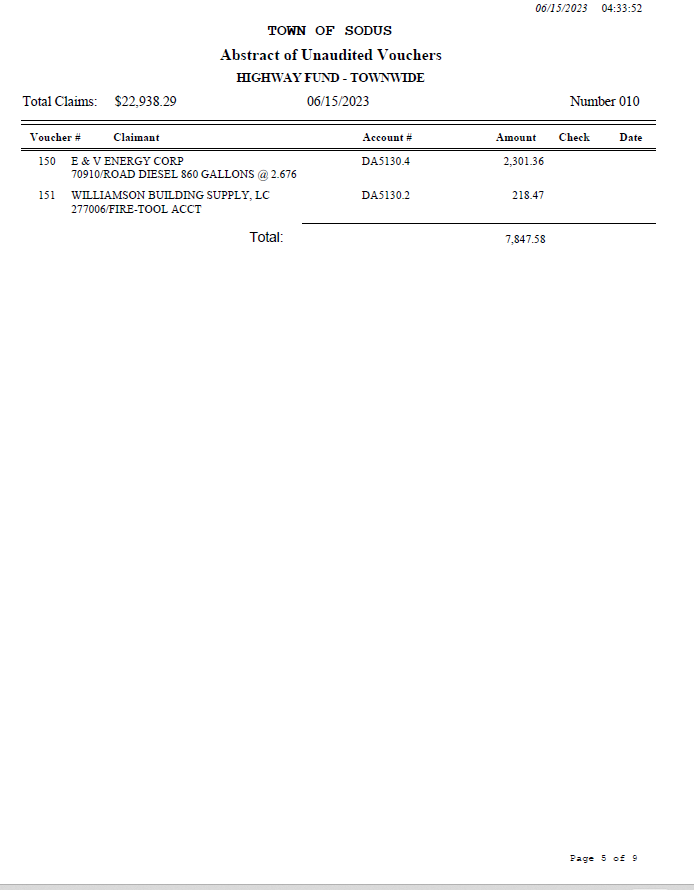 06/15/2023 04:33:52
TOWN OF SODUS
Abstract of Unaudited Vouchers
HIGHWAY FUND - TOWNWIDE
Total Claims: $22,938.29 06/15/2023 Number 010
Voucher # Claimant Account # Amount Check Date
150 E & V ENERGY CORP DA5130.4 2,301.36
70910/ROAD DIESEL 860 GALLONS @ 2.676
151 WILLIAMSON BUILDING SUPPLY, LC DA5130.2 218.47
277006/FIRE-TOOL ACCT
Total: 7,847.58
Page 5 of 9